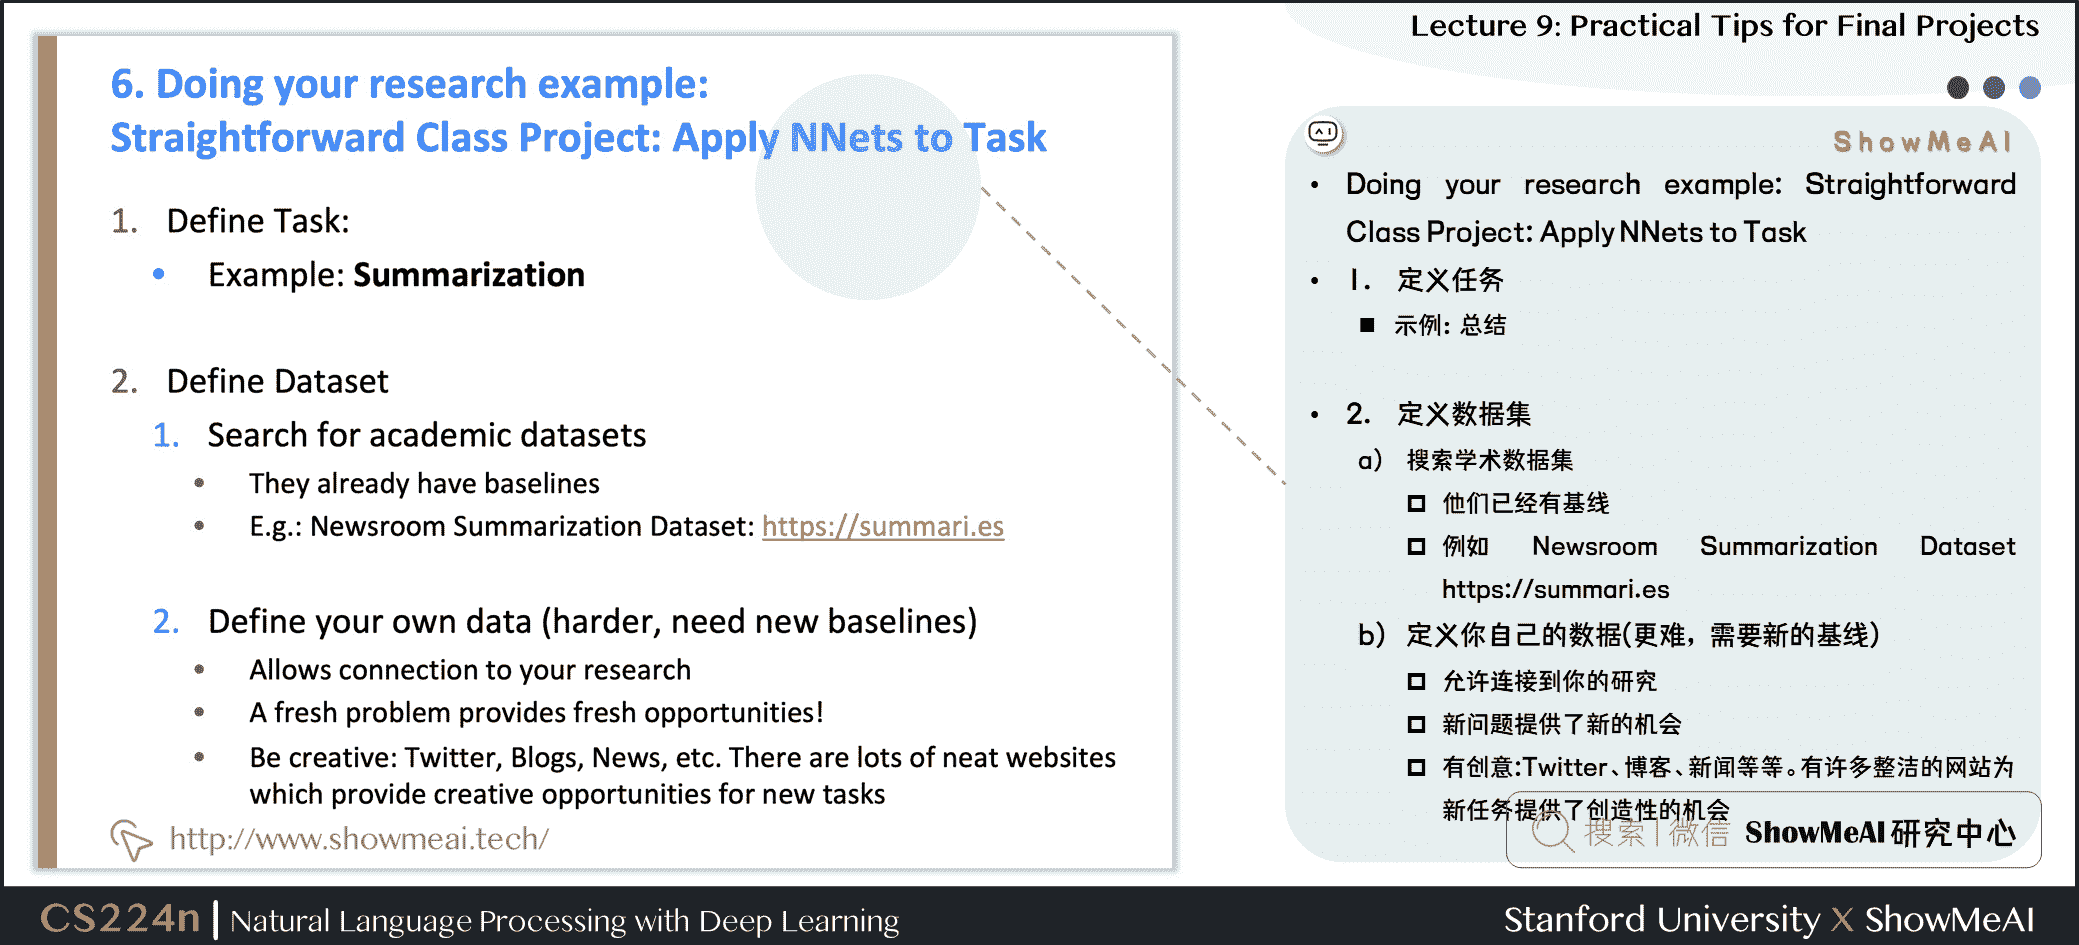 Lecture 9: Practical Tips for Final Projects
6. Doing your research example:
Straightforward Class Project: Apply NNets to Task
1. Define Task:
• Example: Summarization
2. Define Dataset
1. Search for academic datasets
• They already have baselines
• E.g.: Newsroom Summarization Dataset: https://summari.es
2. Define your own data (harder, need new baselines)
• Allows connection to your research
• A fresh problem provides fresh opportunities!
• Be creative: Twitter, Blogs, News, etc. There are lots of neat websites
which provide creative opportunities for new tasks
http://www.showmeai.tech/
ShowMeAI
• Doing your research example: Straightforward
Class Project: Apply NNets to Task
• 1. 定义任务
■ 示例: 总结
• 2. 定义数据集
a) 搜索学术数据集
□ 他们已经有基线
□ 例如 Newsroom Summarization Dataset
https://summari.es
b) 定义你自己的数据(更难，需要新的基线)
□ 允许连接到你的研究
□ 新问题提供了新的机会
□ 有创意:Twitter、博客、新闻等等。有许多整洁的网站为
新任务提供了创造性的机会
搜索|微信 ShowMeAI 研究中心
CS224n | Natural Language Processing with Deep Learning
Stanford University X ShowMeAI